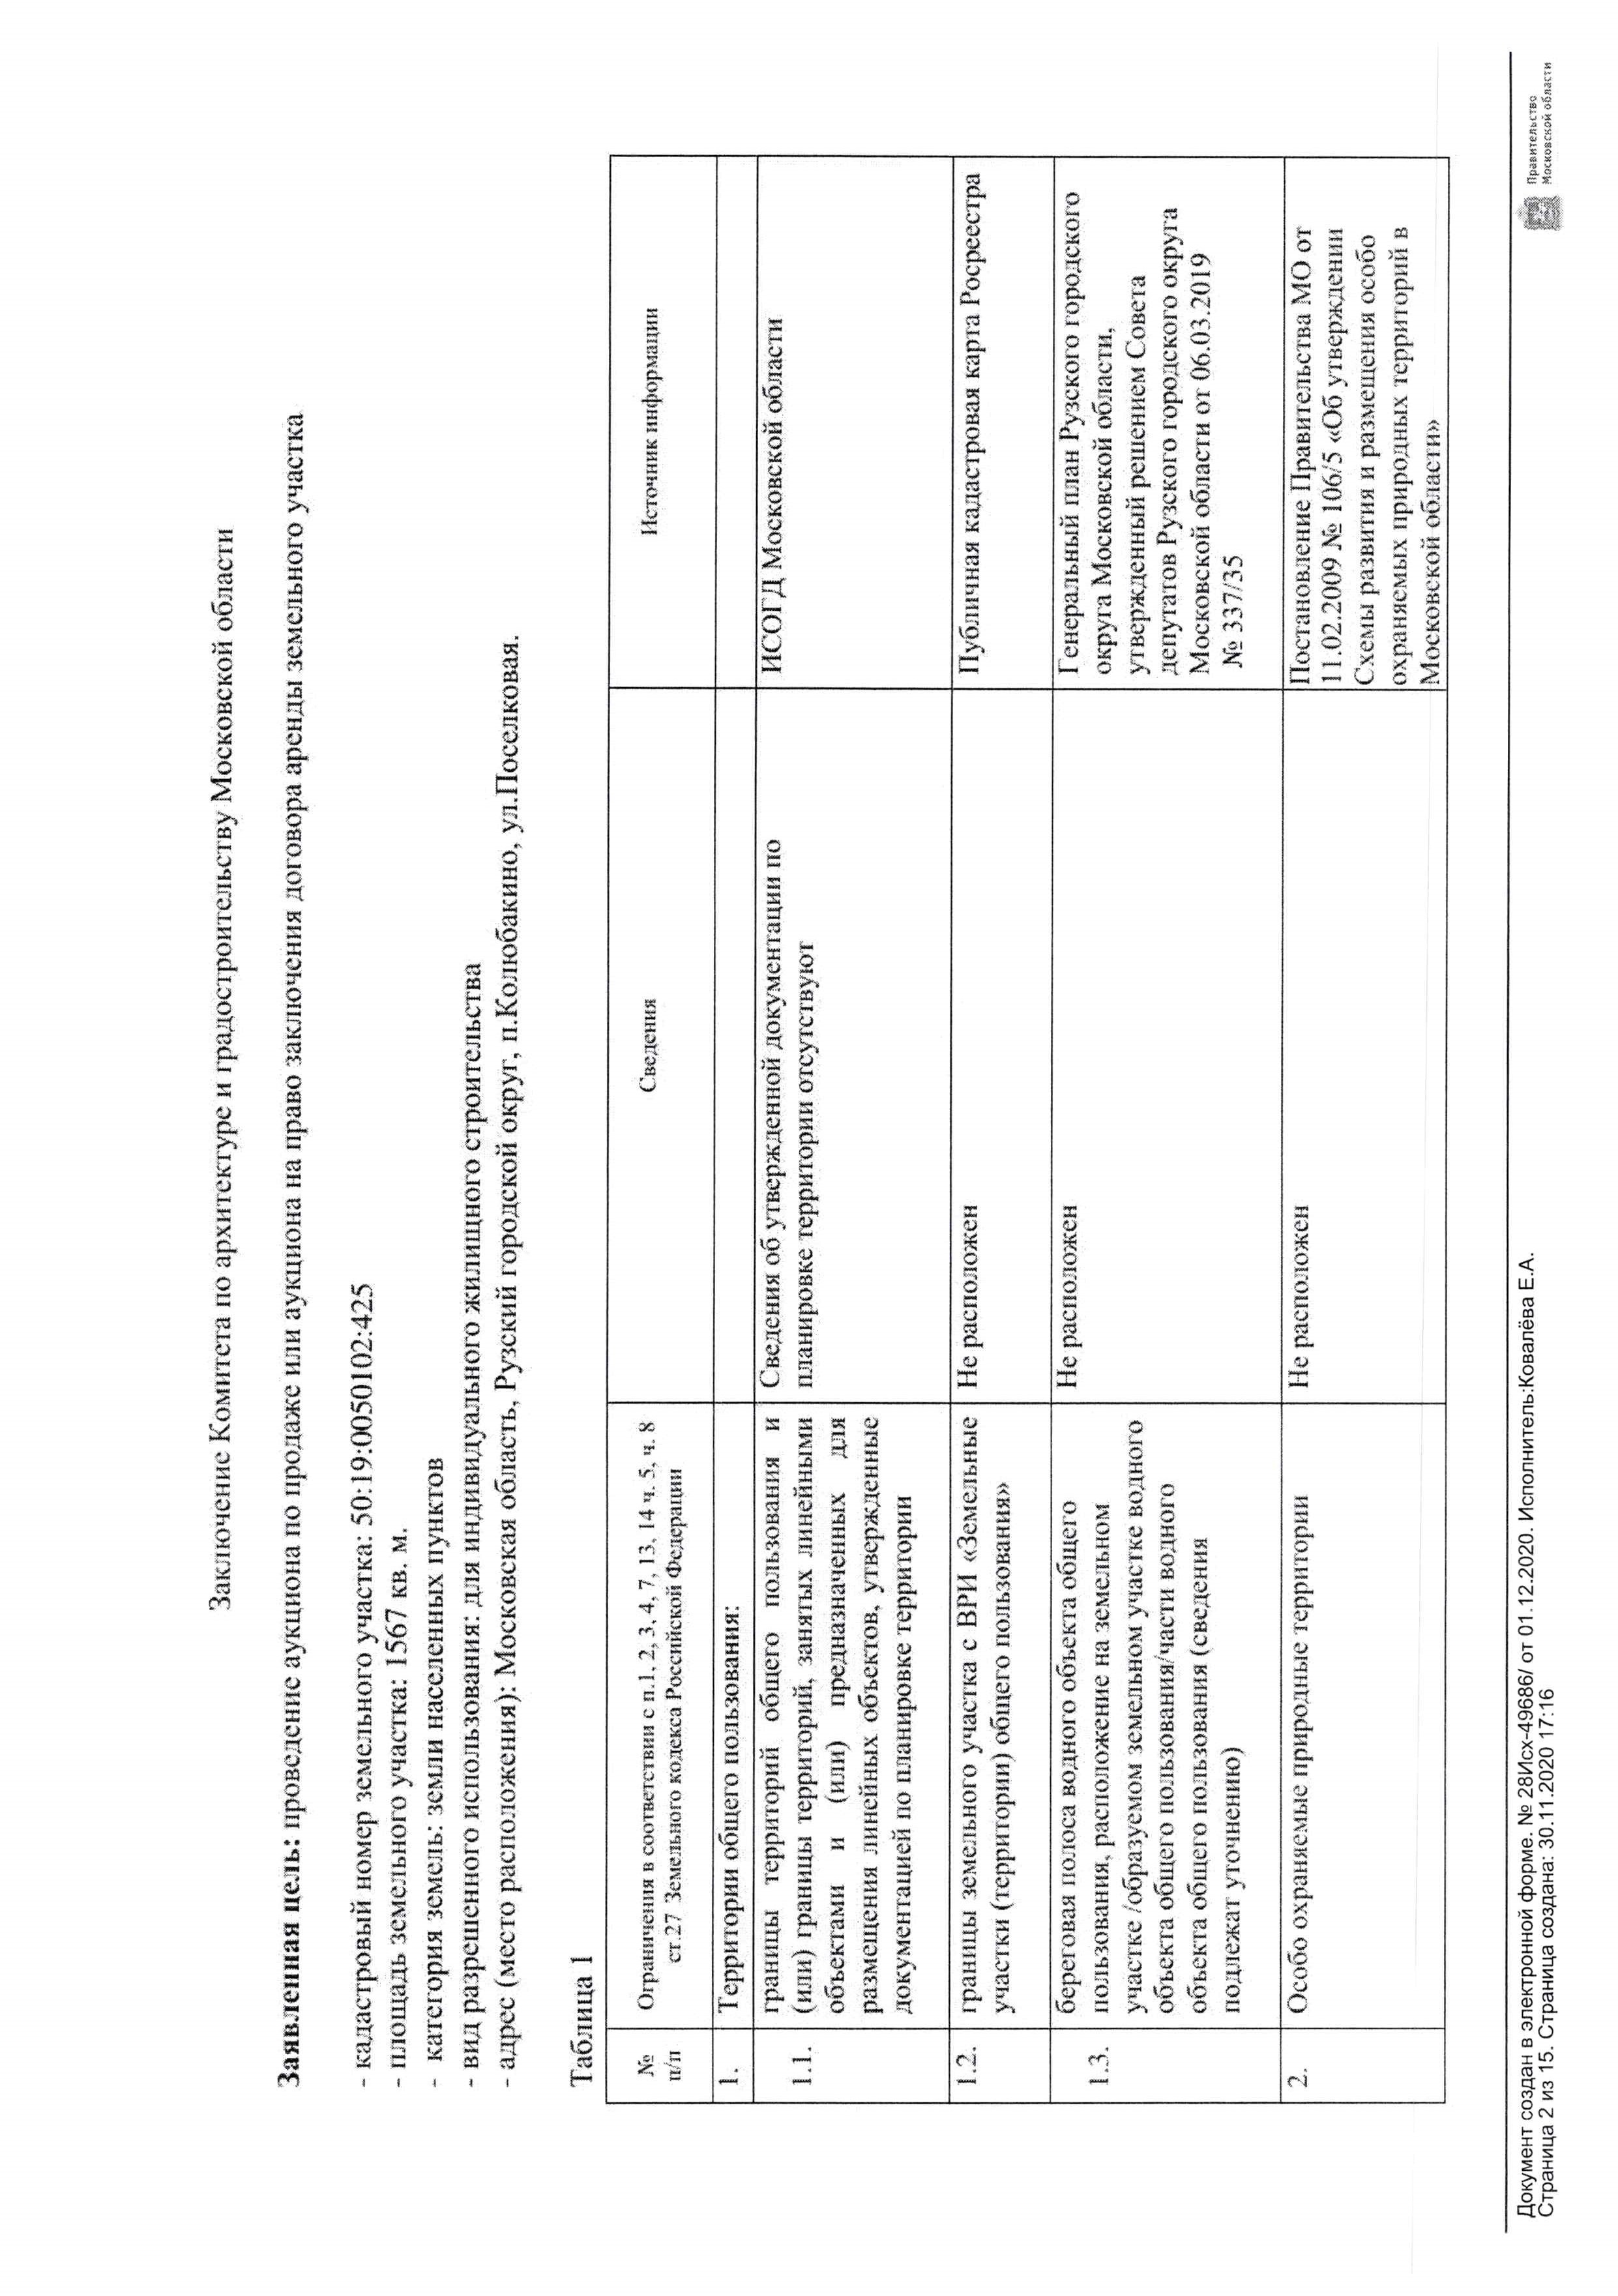 Заключение Комитета по архитектуре и градостроительству Московской области
Заявленная цель: проведение аукциона по продаже или аукциона на право заключения договора аренды земельного участка
- кадастровый номер земельного участка: 50:19:0050102:425
- площадь земельного участка: 1567 кв. м.
- категория земель: земли населенных пунктов
- вид разрешенного использования: для индивидуального жилищного строительства
- адрес (место расположения): Московская область, Рузский городской округ, п.Колюбакино, ул.Поселковая.
Таблица 1
№
п/п
Ограничения в соответствии с п.1, 2, 3, 4, 7, 13, 14 ч. 5, ч. 8
ст.27 Земельного кодекса Российской Федерации
Сведения
Источник информации
1.
Территории общего пользования:
1.1.
границы территорий общего пользования и
(или) границы территорий, занятых линейными
объектами и (или) предназначенных для
размещения линейных объектов, утвержденные
документацией по планировке территории
Сведения об утвержденной документации по
планировке территории отсутствуют
ИСОГД Московской области
1.2.
границы земельного участка с ВРИ «Земельные
участки (территории) общего пользования»
Не расположен
Публичная кадастровая карта Росреестра
1.3.
береговая полоса водного объекта общего
пользования, расположение на земельном
участке /образуемом земельном участке водного
объекта общего пользования/части водного
объекта общего пользования (сведения
подлежат уточнению)
Не расположен
Генеральный план Рузского городского
округа Московской области,
утвержденный решением Совета
депутатов Рузского городского округа
Московской области от 06.03.2019
№ 337/35
2.
Особо охраняемые природные территории
Не расположен
Постановление Правительства МО от
11.02.2009 № 106/5 «Об утверждении
Схемы развития и размещения особо
охраняемых природных территорий в
Московской области»
Документ создан в электронной форме. № 28Исх-49686/ от 01.12.2020. Исполнитель:Ковалёва Е.А.
Страница 2 из 15. Страница создана: 30.11.2020 17:16
Правительство
Московской области